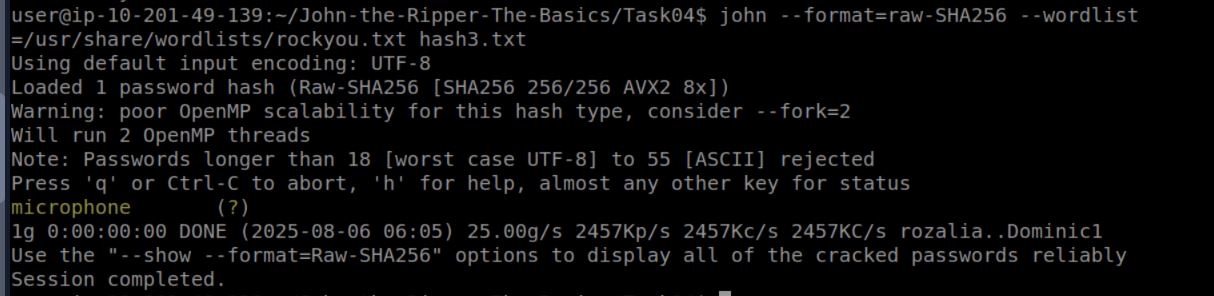 user@ip-10-201-49-139:~/John-the-Ripper-The-Basics/Task04$ john --format=raw-SHA256 --wordlist
=/usr/share/wordlists/rockyou.txt hash3.txt
Using default input encoding: UTF-8
Loaded 1 password hash (Raw-SHA256 [SHA256 256/256 AVX2 8x])
Warning: poor OpenMP scalability for this hash type, consider --fork=2
Will run 2 OpenMP threads
Note: Passwords longer than 18 [worst case UTF-8] to 55 [ASCII] rejected
Press 'q' or Ctrl-C to abort, 'h' for help, almost any other key for status
microphone       (?)
1g 0:00:00:00 DONE (2025-08-06 06:05) 25.00g/s 2457Kp/s 2457Kc/s 2457KC/s rozalia..Dominic1
Use the "--show --format=Raw-SHA256" options to display all of the cracked passwords reliably
Session completed.